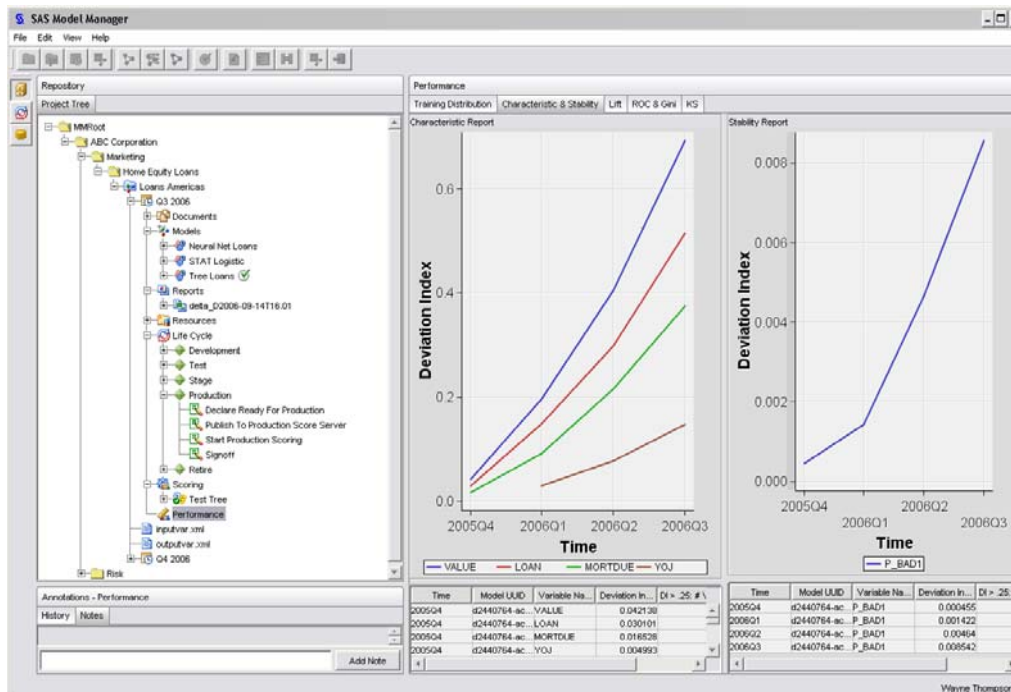 SAS Model Manager
File Edit View Help
Repository
Project Tree
MMRoot
ABC Corporation
Marketing
Home Equity Loans
Loans Americas
Q3 2006
Documents
Models
Neural Net Loans
STAT Logistic
Tree Loans
Reports
delta_D2006-09-14T16.01
Resources
Life Cycle
Development
Test
Stage
Production
Declare Ready For Production
Publish To Production Score Server
Start Production Scoring
Signoff
Retire
Scoring
Test Tree
Performance
inputvar.xml
outputvar.xml
Q4 2006
Risk
Annotations - Performance
History Notes
Add Note
Performance
Training Distribution Characteristic & Stability Lift ROC & Gini KS
Characteristic Report
Deviation Index
0.6
0.4
0.2
0.0
2005Q4 2006Q1 2006Q2 2006Q3
Time
VALUE LOAN MORTDUE YOJ
Time Model UUID Variable Na... Deviation In... DI > .25: # V
2005Q4 d2440764-ac... VALUE 0.042138
2005Q4 d2440764-ac... LOAN 0.030101
2005Q4 d2440764-ac... MORTDUE 0.016528
2005Q4 d2440764-ac... YOJ 0.004993
Stability Report
Deviation Index
0.008
0.006
0.004
0.002
0.000
2005Q4 2006Q1 2006Q2 2006Q3
Time
P_BAD1
Time Model UUID Variable Na... Deviation In... DI > .25:
2005Q4 d2440764-ac... P_BAD1 0.000455
2006Q1 d2440764-ac... P_BAD1 0.001422
2006Q2 d2440764-ac... P_BAD1 0.00464
2006Q3 d2440764-ac... P_BAD1 0.008542
Wayne Thompson